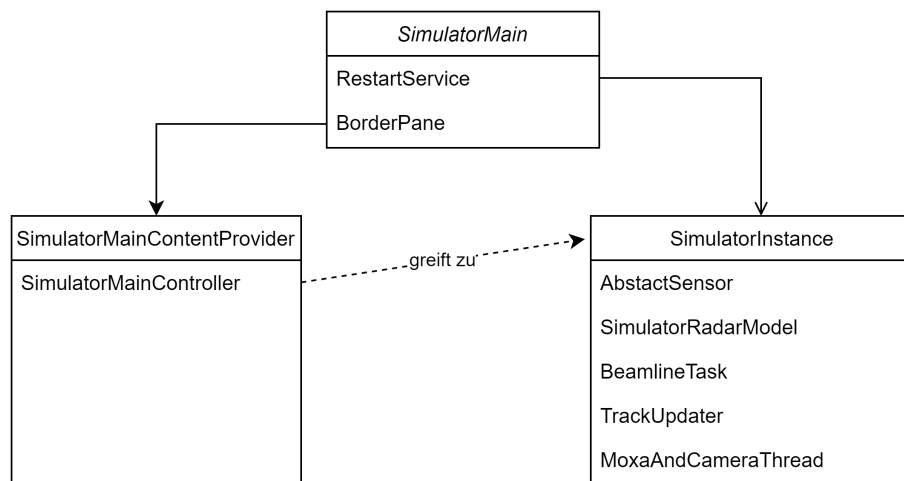 SimulatorMain
RestartService
BorderPane
SimulatorMainContentProvider
SimulatorMainController
greift zu
SimulatorInstance
AbstactSensor
SimulatorRadarModel
BeamlineTask
TrackUpdater
MoxaAndCameraThread